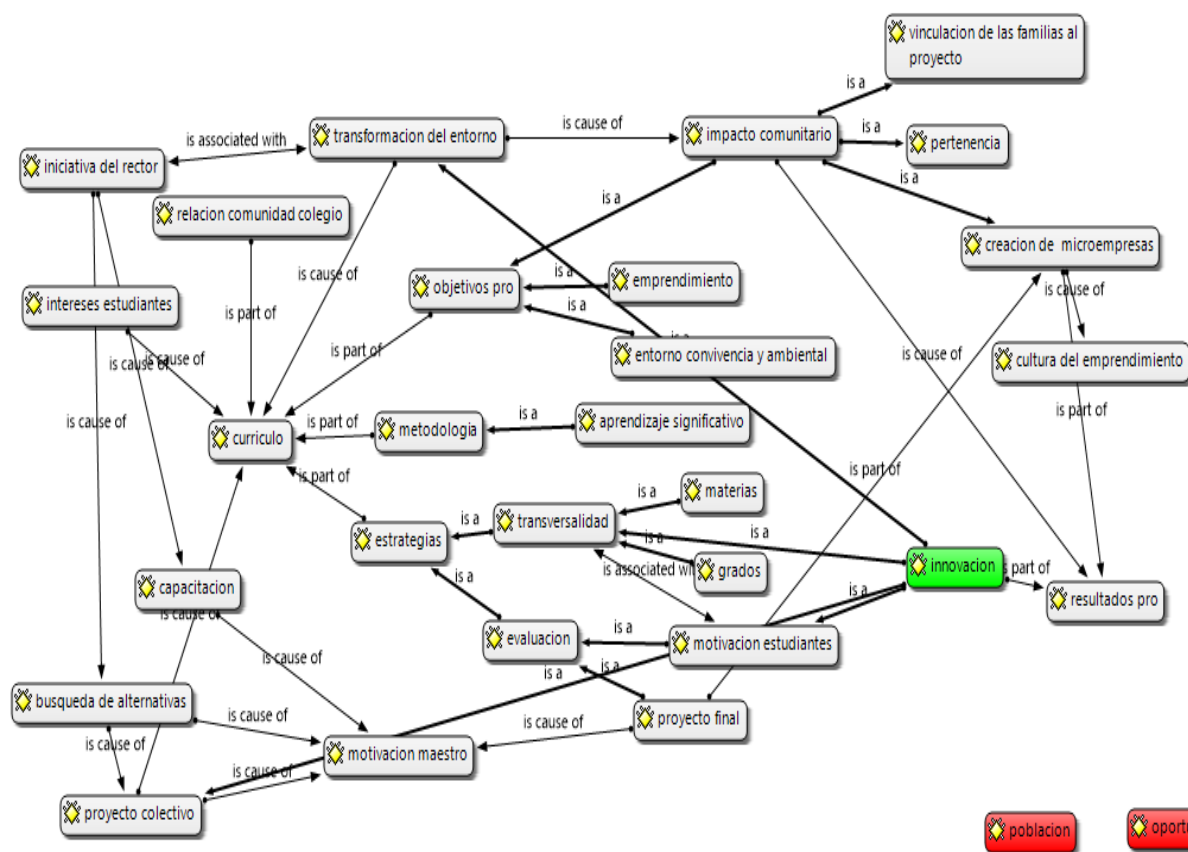 vinculacion de las familias al
proyecto
is a
is cause of
transformacion del entorno
impacto comunitario
is a
pertenencia
is associated with
iniciativa del rector
is a
is a
relacion comunidad colegio
creacion de microempresas
is cause of
objetivos pro
is a
emprendimiento
is cause of
intereses estudiantes
is part of
is a
is part of
entorno convivencia y ambiental
is cause of
cultura del emprendimiento
is cause of
is cause of
is cause of
is part of
is a
aprendizaje significativo
curriculo
is part of
metodologia
is part of
is part of
is a
materias
transversalidad
is a
is a
estrategias
is a
is associated wi
grados
innovacion
is part of
capacitacion
is a
is a
resultados pro
is cause of
evaluacion
is a
motivacion estudiantes
is cause of
is a
is a
busqueda de alternativas
is cause of
is cause of
proyecto final
is cause of
motivacion maestro
is cause of
proyecto colectivo
poblacion
oportu